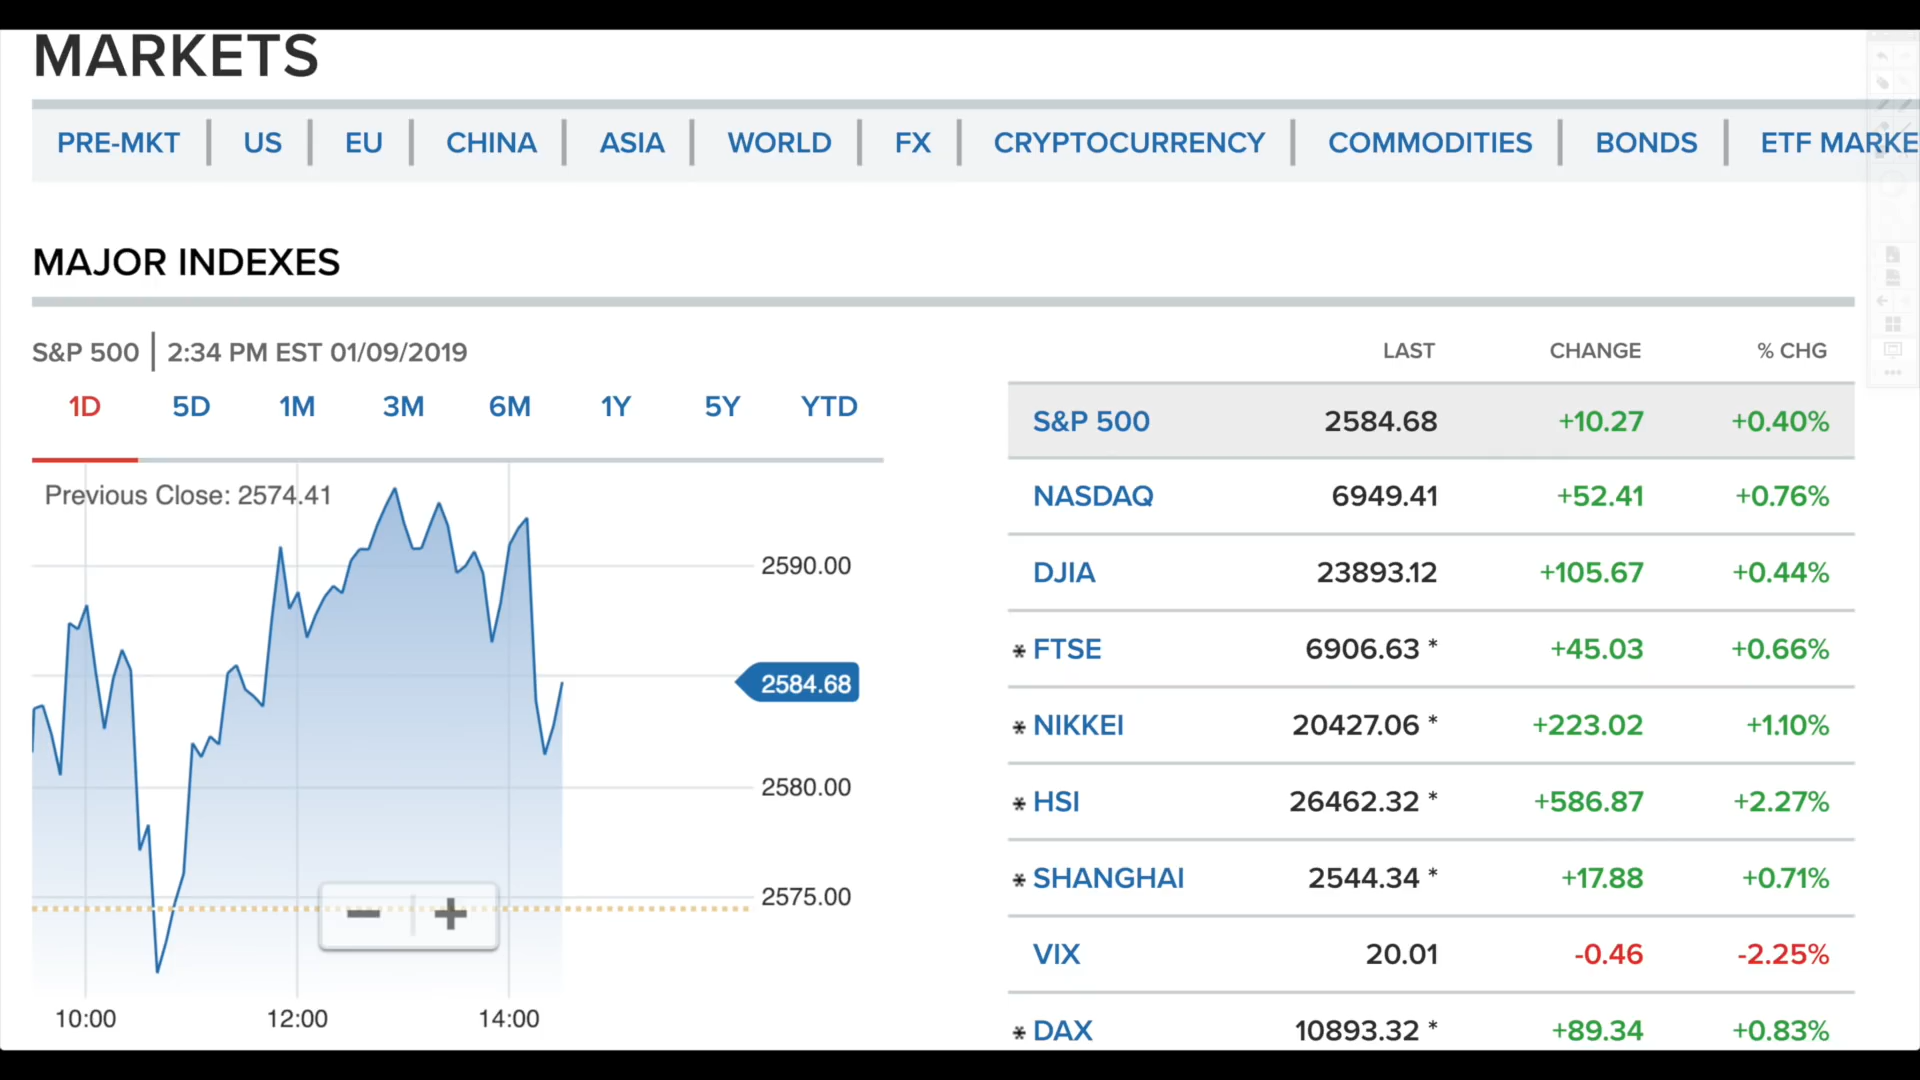 MARKETS
PRE-MKT | US | EU | CHINA | ASIA | WORLD | FX | CRYPTOCURRENCY | COMMODITIES | BONDS | ETF MARKE
MAJOR INDEXES
S&P 500 | 2:34 PM EST 01/09/2019
1D 5D 1M 3M 6M 1Y 5Y YTD
Previous Close: 2574.41
2590.00
2584.68
2580.00
2575.00
10:00 12:00 14:00
LAST CHANGE % CHG
S&P 500 2584.68 +10.27 +0.40%
NASDAQ 6949.41 +52.41 +0.76%
DJIA 23893.12 +105.67 +0.44%
* FTSE 6906.63 * +45.03 +0.66%
* NIKKEI 20427.06 * +223.02 +1.10%
* HSI 26462.32 * +586.87 +2.27%
* SHANGHAI 2544.34 * +17.88 +0.71%
VIX 20.01 -0.46 -2.25%
* DAX 10893.32 * +89.34 +0.83%